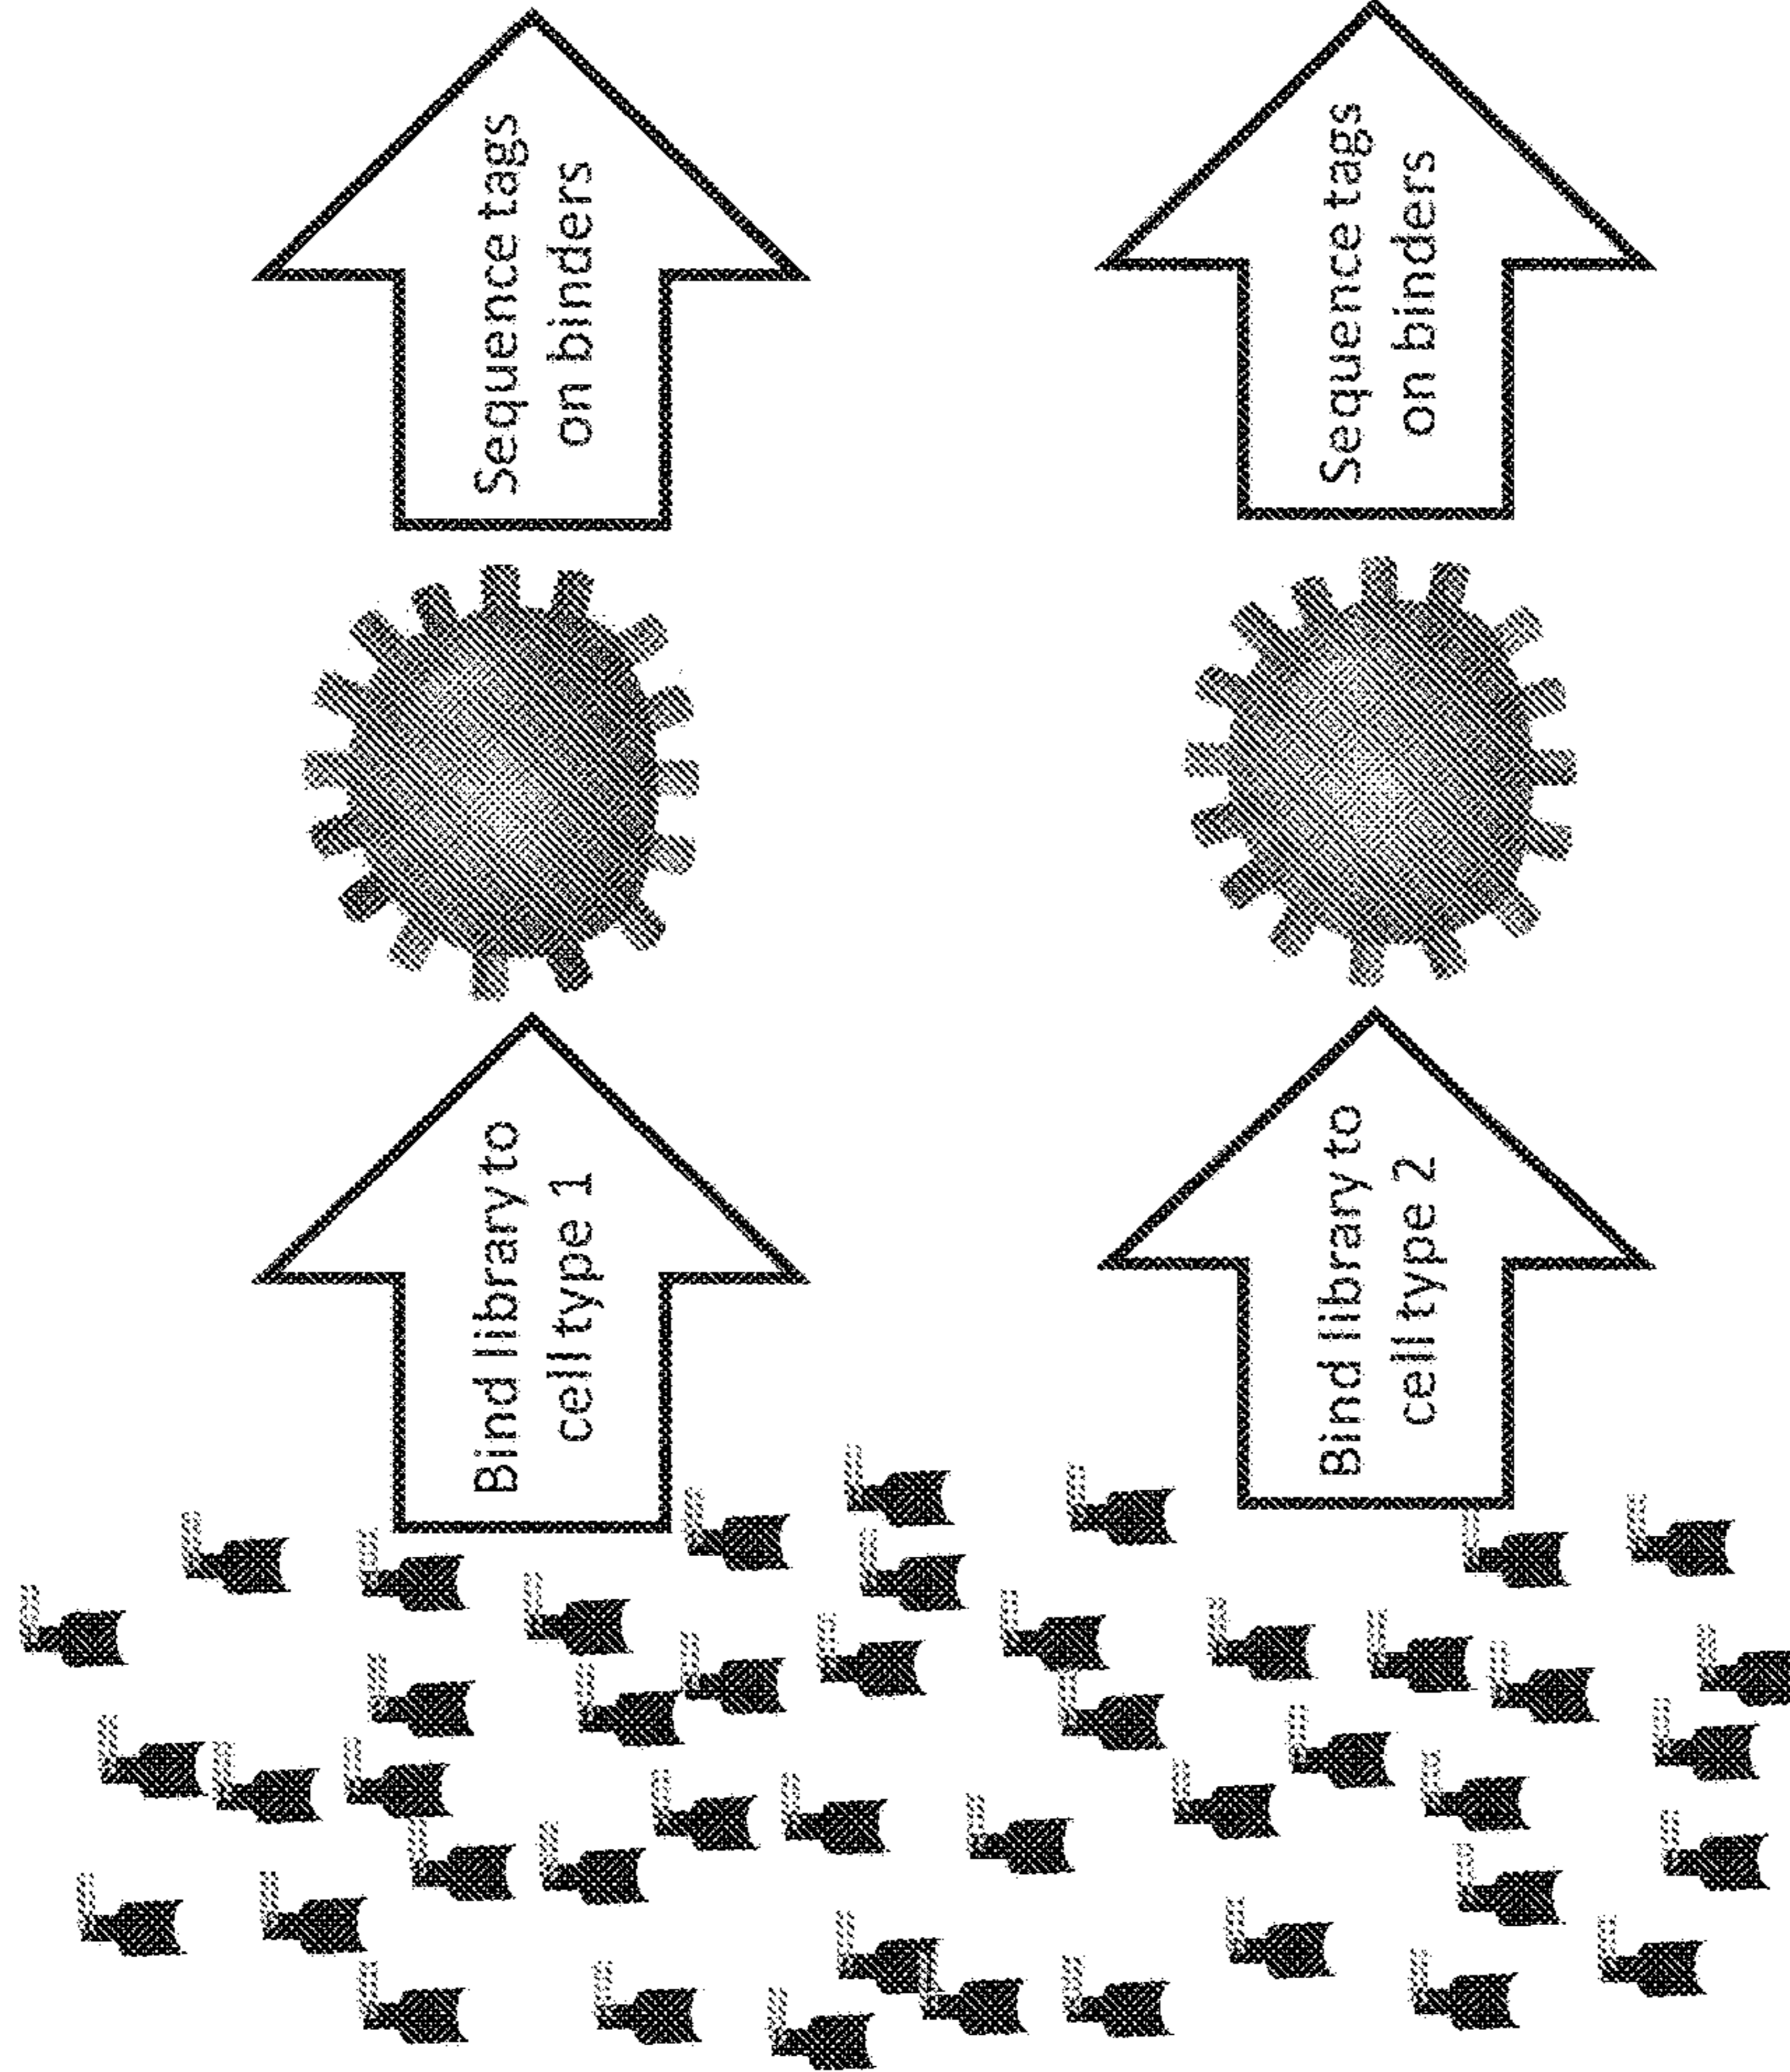 Bind library to
cell type 1
Sequence tags
on binders
Bind library to
cell type 2
Sequence tags
on binders